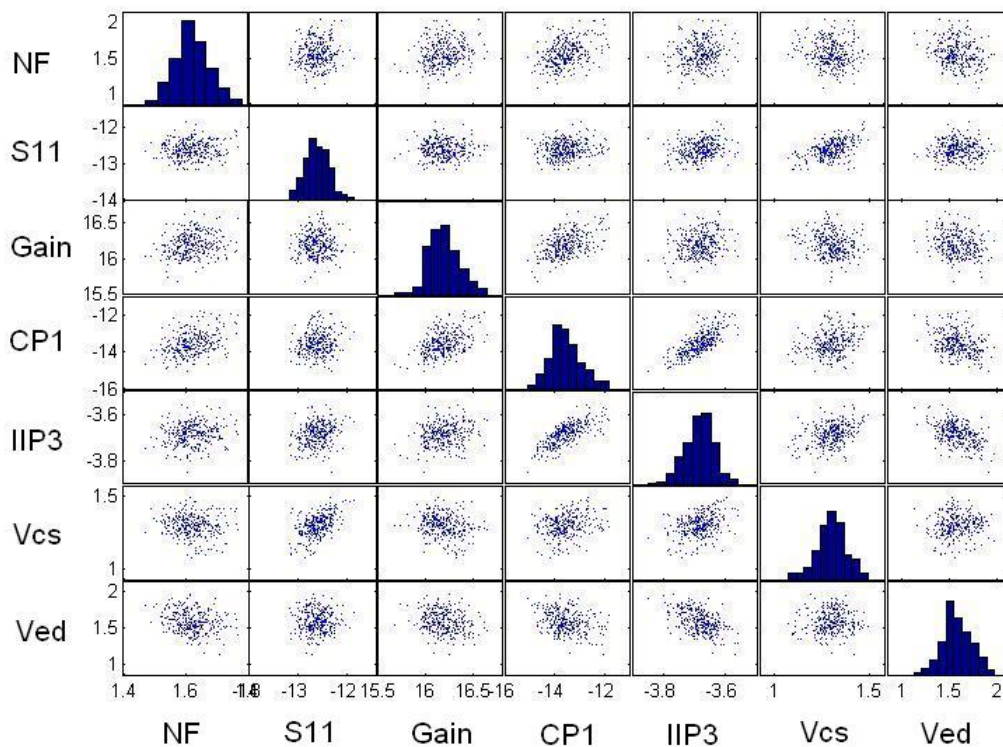 NF
2
1.5
1
S11
-12
-13
-14
Gain
16.5
16
15.5
CP1
-12
-14
-16
IIP3
-3.6
-3.8
Vcs
1.5
1
Ved
2
1.5
1
1.4 1.6 -13 -12 15.5 16 16.5 -16 -14 -12 -3.8 -3.6 1 1.5 1 1.5 2
NF S11 Gain CP1 IIP3 Vcs Ved